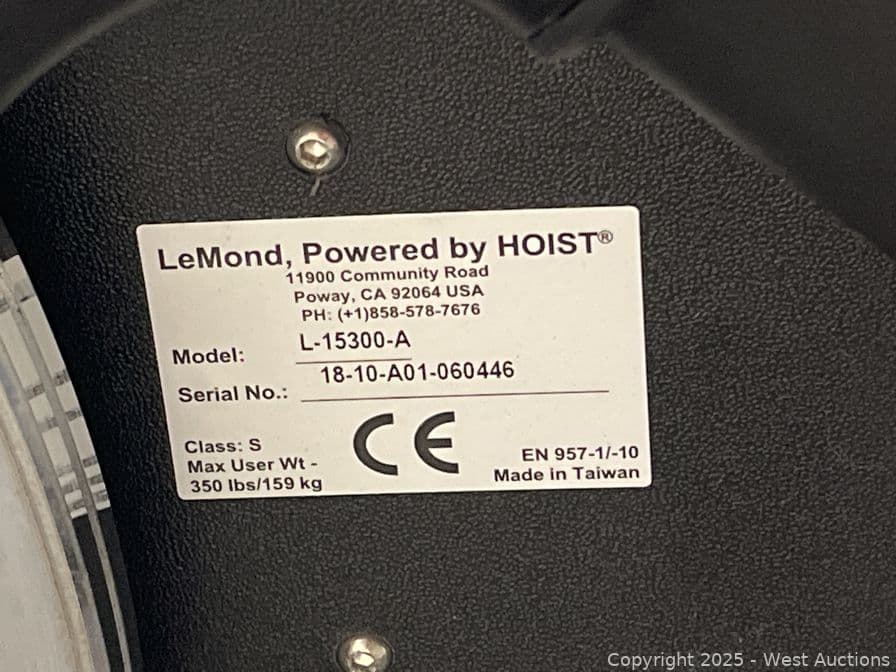 LeMond, Powered by HOIST®
11900 Community Road
Poway, CA 92064 USA
PH: (+1)858-578-7676
Model: L-15300-A
Serial No.: 18-10-A01-060446
Class: S
Max User Wt -
350 lbs/159 kg
CE
EN 957-1/-10
Made in Taiwan
Copyright 2025 - West Auctions